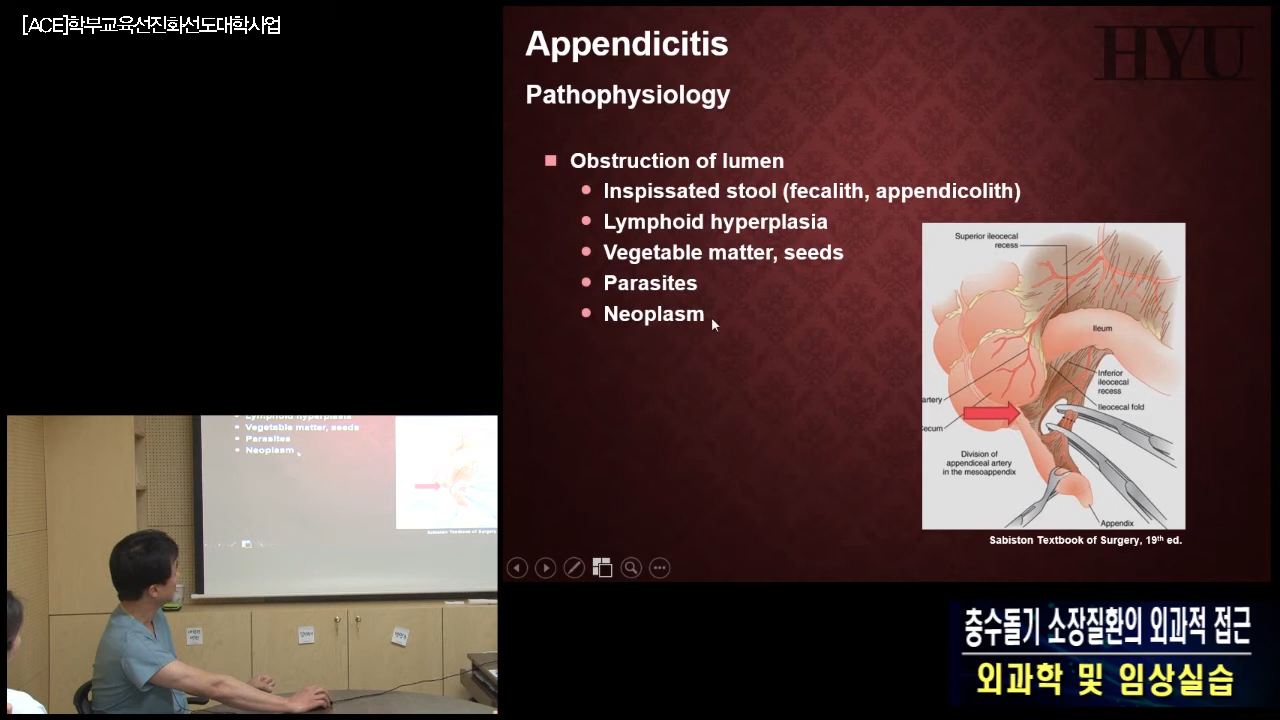 [ACE]학부교육선진화선도대학사업
HYU
Appendicitis
Pathophysiology
Obstruction of lumen
Inspissated stool (fecalith, appendicolith)
Lymphoid hyperplasia
Vegetable matter, seeds
Parasites
Neoplasm
Superior ileocecal
recess
Ileum
Inferior
ileocecal
recess
Ileocecal fold
artery
ecum
Division of
appendiceal artery
in the mesoappendix
Appendix
Sabiston Textbook of Surgery, 19th ed.
Lymphoid hyperplasia
Vegetable matter, seeds
Parasites
Neoplasm
Sabiston Textbook of Surgery
충수돌기 소장질환의 외과적 접근
외과학 및 임상실습